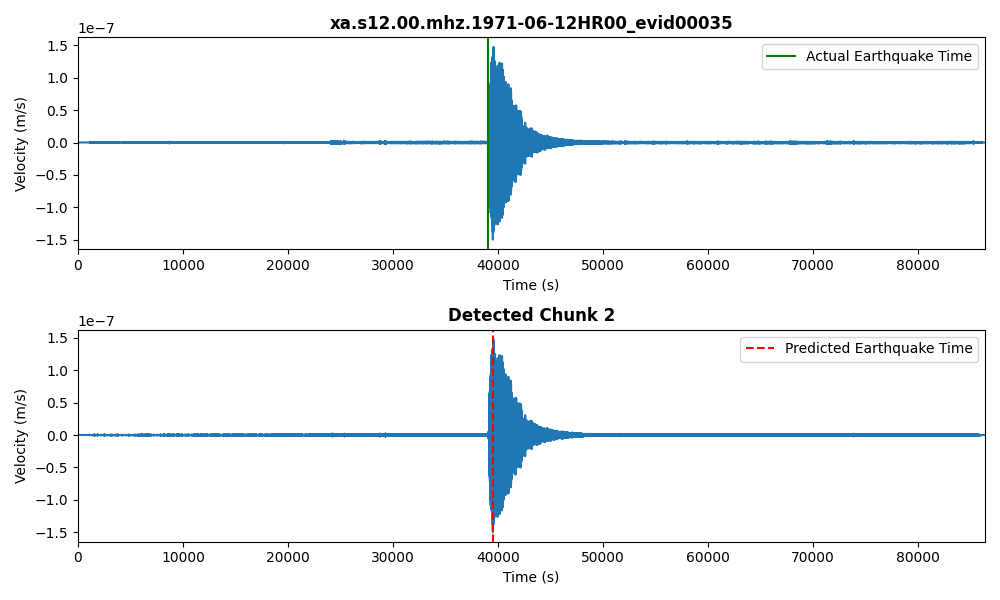 xa.s12.00.mhz.1971-06-12HR00_evid00035
1e−7
Actual Earthquake Time
1.5
1.0
0.5
0.0
−0.5
−1.0
−1.5
Velocity (m/s)
0 10000 20000 30000 40000 50000 60000 70000 80000
Time (s)
Detected Chunk 2
1e−7
Predicted Earthquake Time
1.5
1.0
0.5
0.0
−0.5
−1.0
−1.5
Velocity (m/s)
0 10000 20000 30000 40000 50000 60000 70000 80000
Time (s)